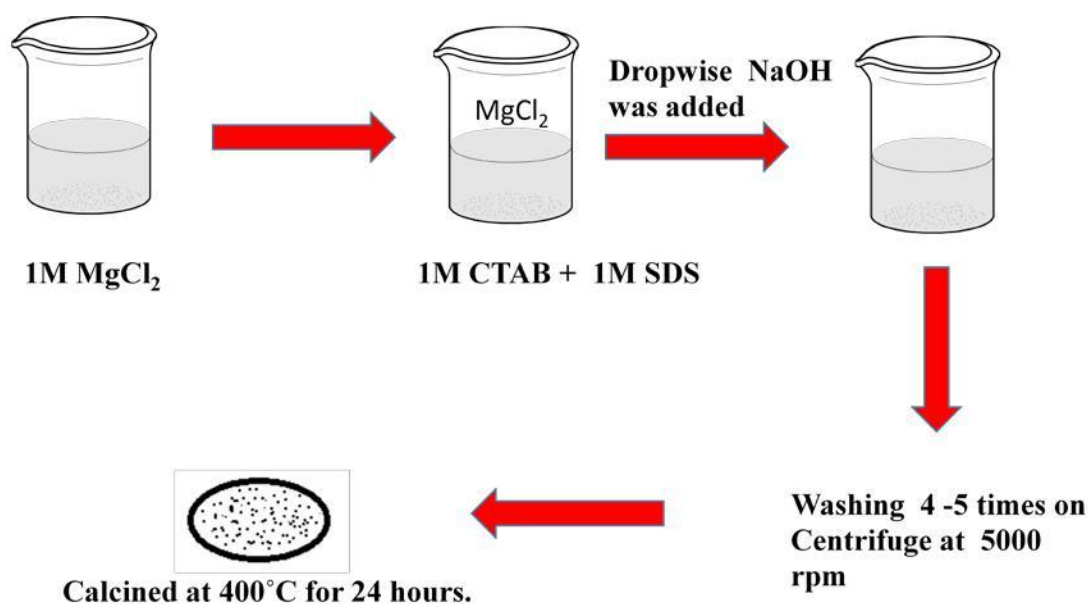 Dropwise NaOH
was added
MgCl₂
1M MgCl₂
1M CTAB + 1M SDS
Washing 4 -5 times on
Centrifuge at 5000
rpm
Calcined at 400˚C for 24 hours.